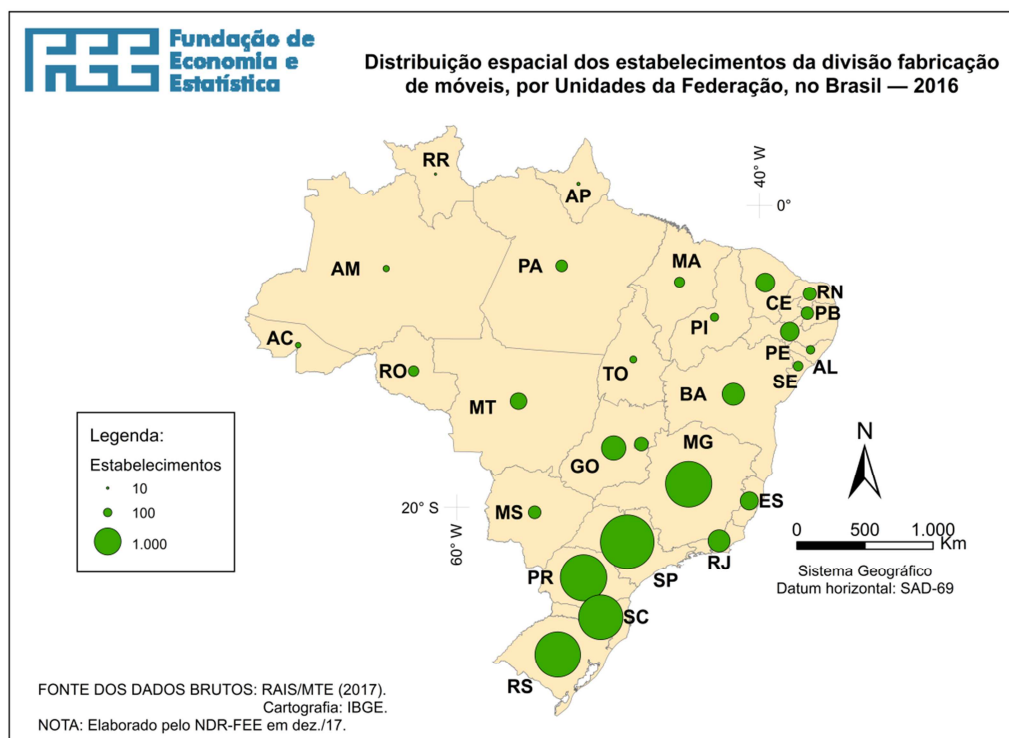 FEE
Fundação de
Economia e
Estatística
Distribuição espacial dos estabelecimentos da divisão fabricação
de móveis, por Unidades da Federação, no Brasil — 2016
RR
AP
40° W
0°
AM
PA
MA
CE
RN
PB
PI
PE
AL
SE
AC
RO
TO
BA
MT
MG
GO
ES
MS
RJ
SP
PR
SC
RS
20° S
60° W
Legenda:
Estabelecimentos
10
100
1.000
N
0 500 1.000
Km
Sistema Geográfico
Datum horizontal: SAD-69
FONTE DOS DADOS BRUTOS: RAIS/MTE (2017).
Cartografia: IBGE.
NOTA: Elaborado pelo NDR-FEE em dez./17.